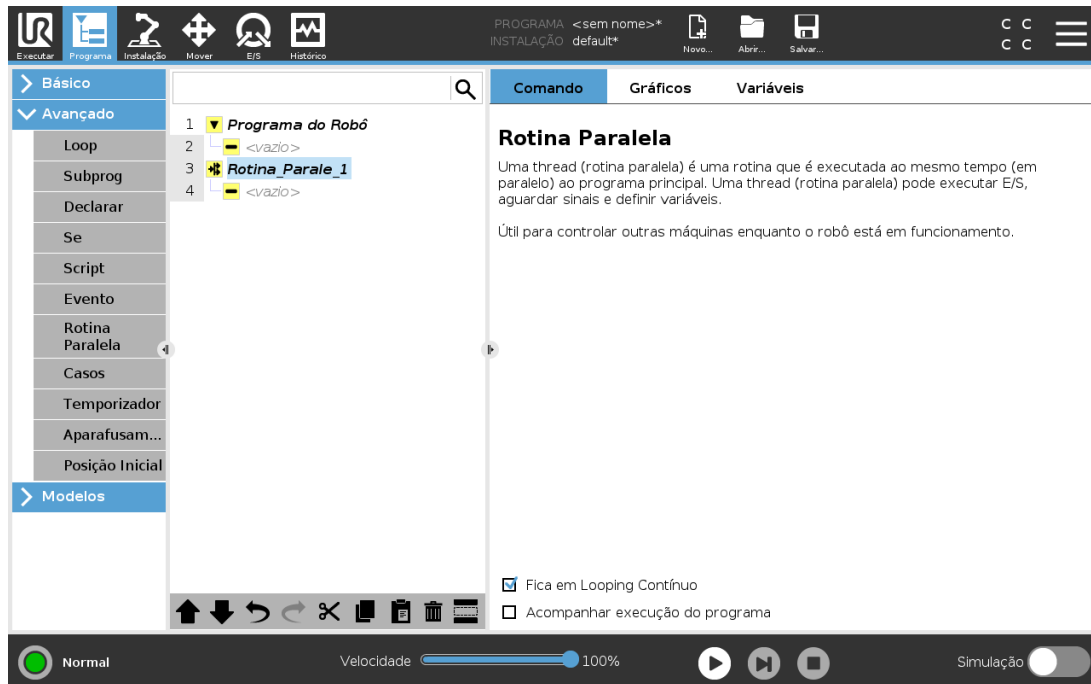 PROGRAMA <sem nome>*
INSTALAÇÃO default*
UR
Executar
Programa
Instalação
Mover
E/S
Histórico
Novo...
Abrir...
Salvar...
C C
C C
Básico
Avançado
Loop
Subprog
Declarar
Se
Script
Evento
Rotina
Paralela
Casos
Temporizador
Aparafusam...
Posição Inicial
Modelos
1 Programa do Robô
2 <vazio>
3 Rotina_Parale_1
4 <vazio>
Comando Gráficos Variáveis
Rotina Paralela
Uma thread (rotina paralela) é uma rotina que é executada ao mesmo tempo (em
paralelo) ao programa principal. Uma thread (rotina paralela) pode executar E/S,
aguardar sinais e definir variáveis.
Útil para controlar outras máquinas enquanto o robô está em funcionamento.
Fica em Looping Contínuo
Acompanhar execução do programa
Normal
Velocidade 100%
Simulação